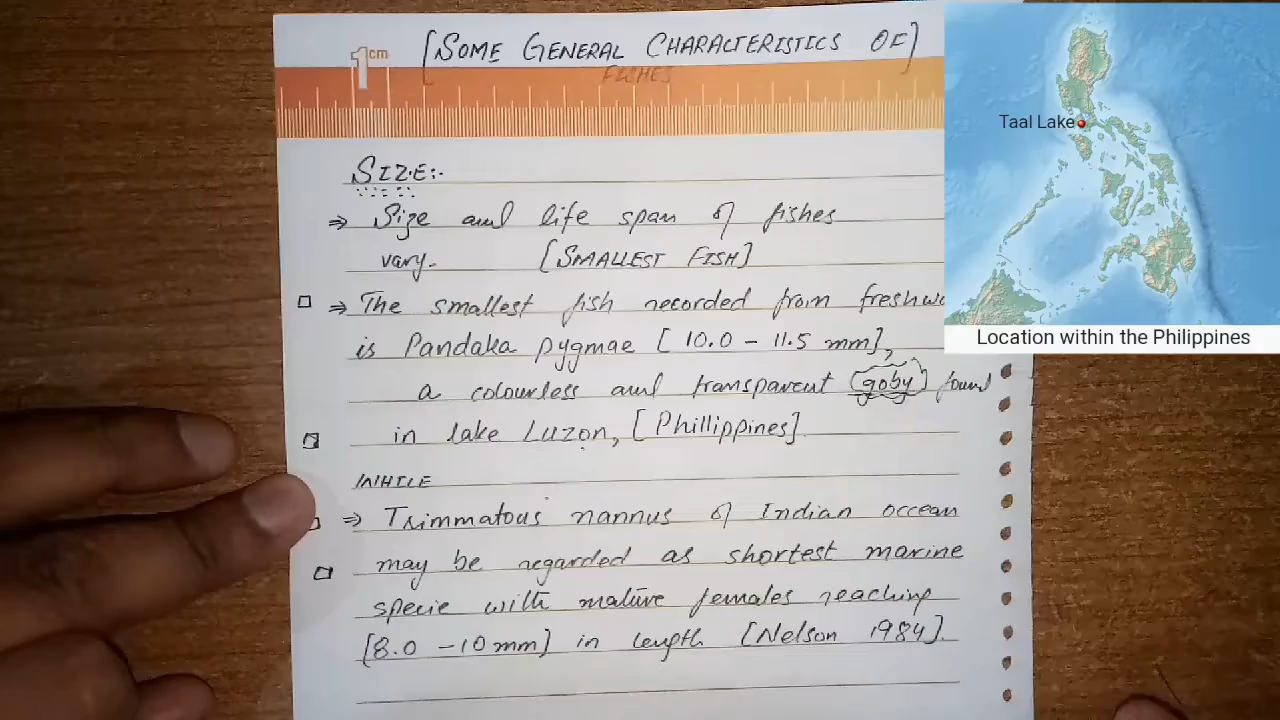 1cm
[SOME GENERAL CHARACTERISTICS OF]
FISHES
SIZE:-
⇒ Size and life span of fishes
vary. [SMALLEST FISH]
⇒ The smallest fish recorded from freshwa
is Pandaka pygmae [10.0 - 11.5 mm],
a colourless and transparent (goby) found
in lake Luzon, [Phillippines].
WHILE
⇒ Trimmatous nannus of Indian occean
may be regarded as shortest marine
specie with mature females reaching
[8.0 - 10 mm] in length [Nelson 1984].
Taal Lake
Location within the Philippines